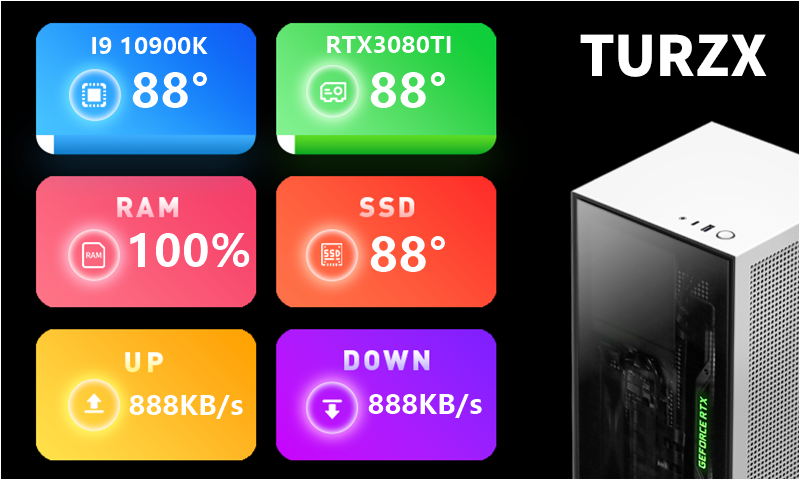 I9 10900K
88°
RTX3080TI
88°
TURZX
RAM
RAM
100%
SSD
SSD
88°
UP
888KB/s
DOWN
888KB/s
GEFORCE RTX